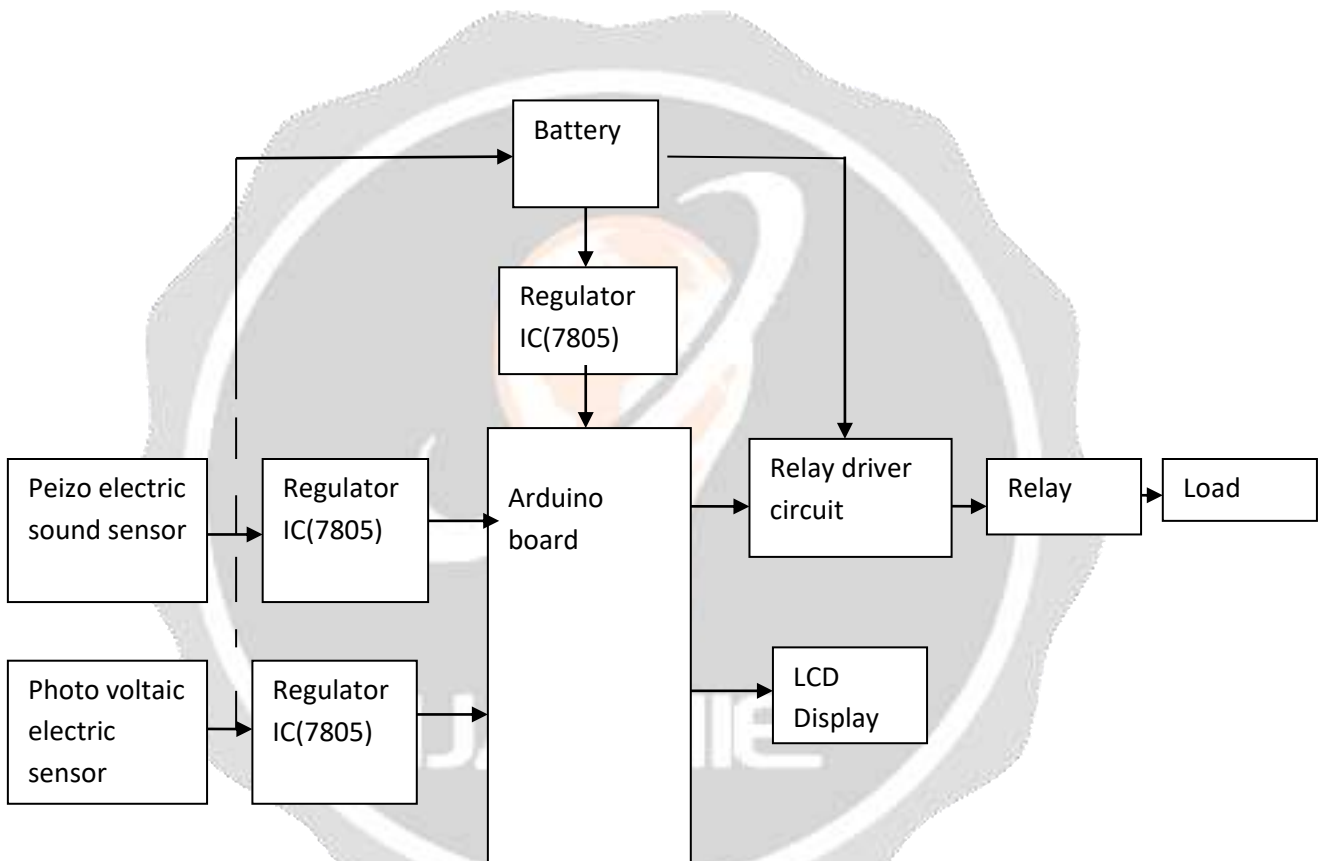 Battery
Regulator
IC(7805)
Peizo electric
sound sensor
Regulator
IC(7805)
Arduino
board
Relay driver
circuit
Relay
Load
Photo voltaic
electric
sensor
Regulator
IC(7805)
LCD
Display